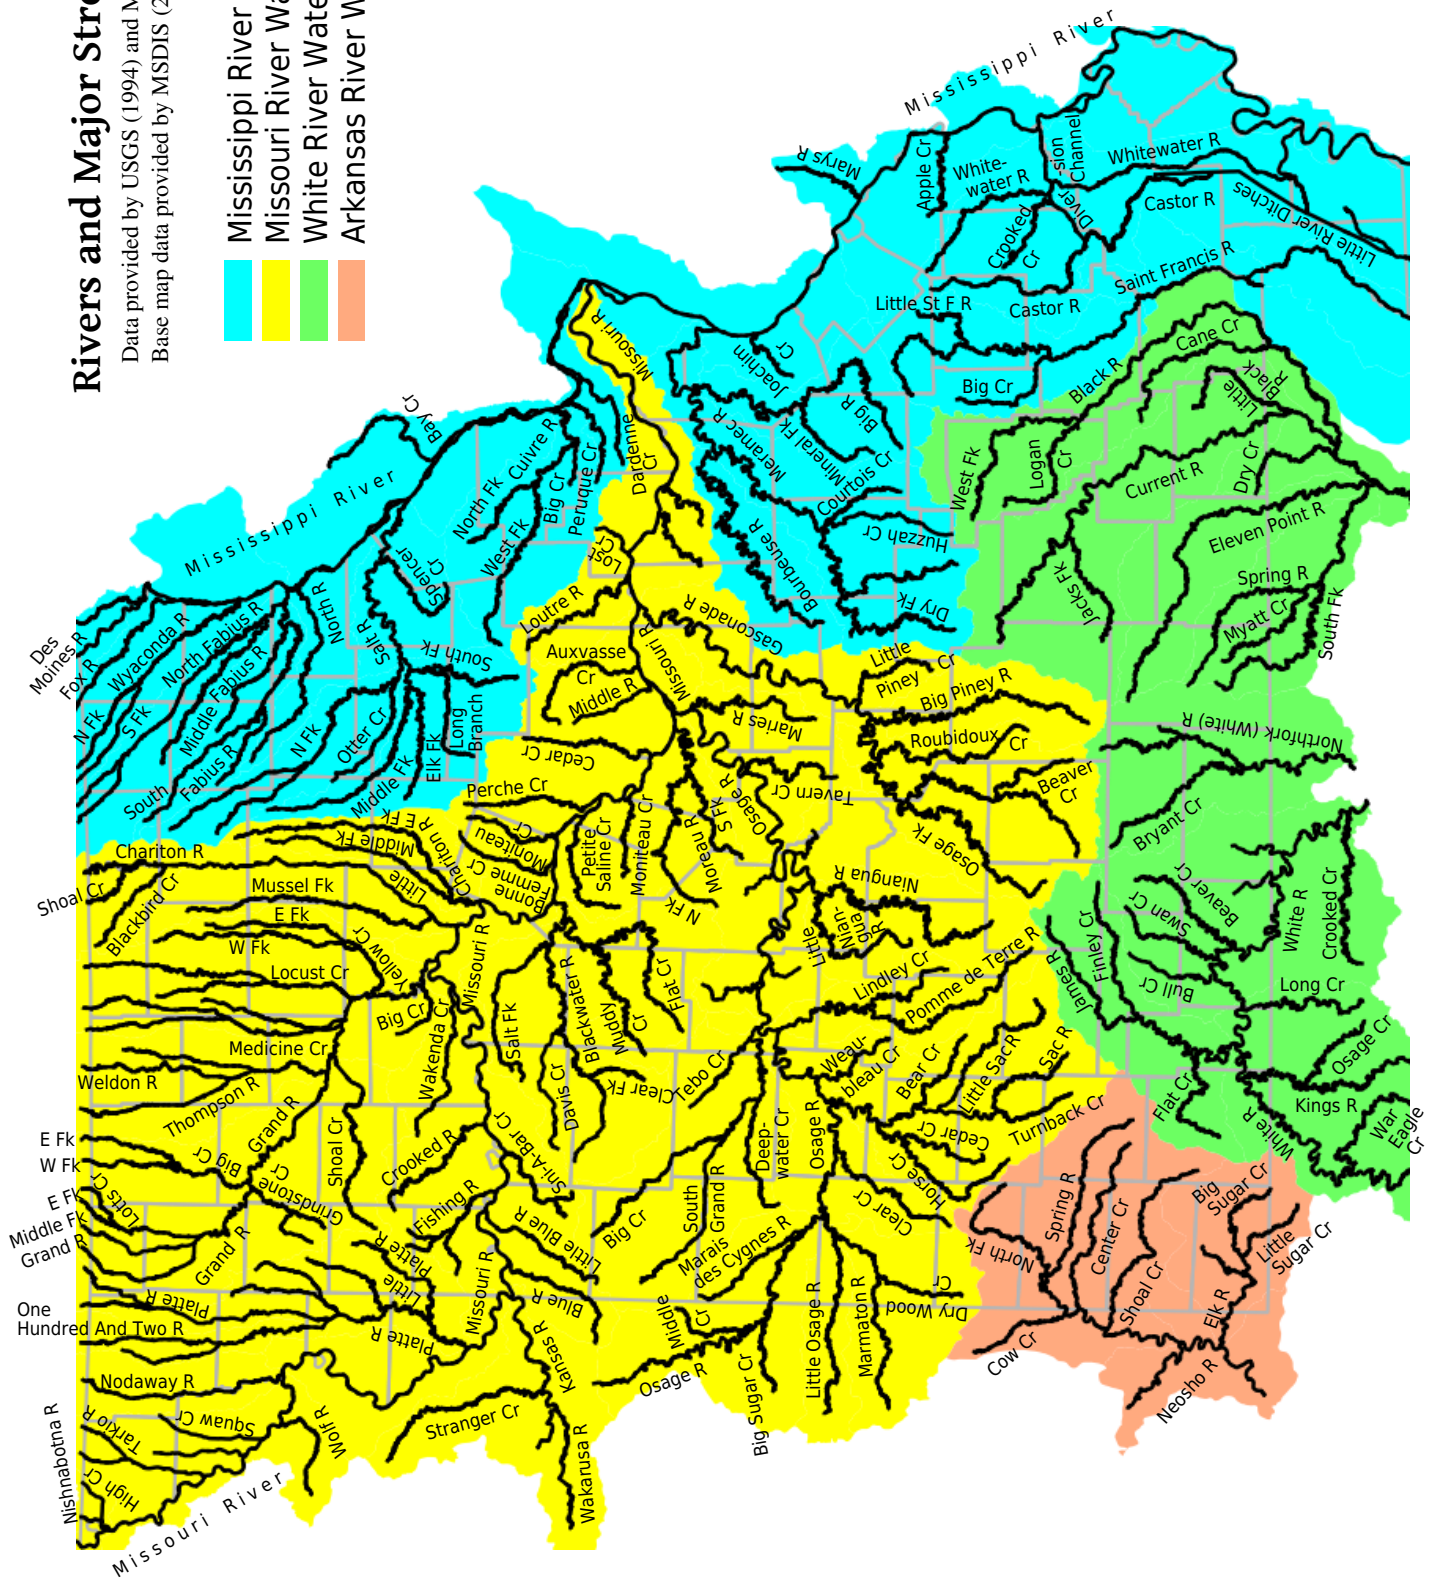 Rivers and Major Stre
Data provided by USGS (1994) and M
Base map data provided by MSDIS (2
Mississippi River
Missouri River Wa
White River Wate
Arkansas River W
Mississippi River
Marys R
Apple Cr
White-
water R
Diver
-sion
Channel
Whitewater R
Crooked
Cr
Castor R
Little River Ditches
Little St F R
Castor R
Saint Francis R
Missouri R
Joachim
Cr
Big R
Big Cr
Black R
Cane Cr
Little
Black
R
Meramec R
Mineral Fk
Courtois Cr
Huzzah Cr
Dry Fk
Bourbeuse R
West Fk
Logan
Cr
Current R
Dry Cr
Eleven Point R
Jacks Fk
Spring R
Myatt Cr
South Fk
Bay Cr
Mississippi River
North Fk
Cuivre R
Big Cr
Peruque Cr
Dardenne
Cr
West Fk
Spencer
Cr
Lost
Cr
Des
Moines R
Fox R
Wyaconda R
North Fabius R
Middle Fabius R
South
Fabius R
N Fk
S Fk
North R
Salt R
South Fk
N Fk
Otter Cr
Middle Fk
Elk Fk
Long
Branch
Loutre R
Auxvasse
Cr
Middle R
Missouri R
Gasconade R
Little
Piney
Cr
Big Piney R
Roubidoux
Cr
Beaver
Cr
Maries R
Cedar Cr
Perche Cr
Tavern Cr
Osage R
Osage Fk
Northfork (White) R
Bryant Cr
Chariton R
Shoal Cr
Blackbird Cr
Mussel Fk
E Fk
W Fk
Middle Fk
E Fk
Little
Chariton R
Moniteau
Cr
Bonne
Femme Cr
Petite
Saline Cr
Moniteau Cr
Moreau R
S Fk
N Fk
Niangua R
Little
Nian-
gua
R
Beaver Cr
Swan Cr
White R
Crooked Cr
Locust Cr
Yellow Cr
Missouri R
Big Cr
Wakenda Cr
Salt Fk
Blackwater R
Muddy
Cr
Flat Cr
Lindley Cr
Pomme de Terre R
James R
Finley Cr
Bull Cr
Long Cr
Osage Cr
Medicine Cr
Weldon R
Thompson R
Grand R
Shoal Cr
Davis Cr
Clear Fk
Tebo Cr
Weau-
bleau Cr
Bear Cr
Little Sac R
Sac R
Flat Cr
White R
Kings R
War
Eagle
Cr
E Fk
W Fk
E Fk
Middle Fk
Grand R
Lotts Cr
Big Cr
Grindstone
Cr
Crooked R
Sni-A-Bar Cr
Fishing R
Deep-
water Cr
Osage R
Cedar Cr
Turnback Cr
Horse Cr
Clear Cr
South
Grand R
Big Cr
Grand R
Platte R
Little
Platte R
Platte R
Little Blue R
Blue R
Missouri R
Marais
des Cygnes R
Middle
Cr
Little Osage R
Marmaton R
Dry Wood
Cr
North Fk
Spring R
Center Cr
Shoal Cr
Big
Sugar Cr
Little
Sugar Cr
Elk R
Cow Cr
Neosho R
One
Hundred And Two R
Nodaway R
Tarkio R
Squaw Cr
Wolf R
Stranger Cr
Kansas R
Wakarusa R
Osage R
Big Sugar Cr
Nishnabotna R
High Cr
Missouri River